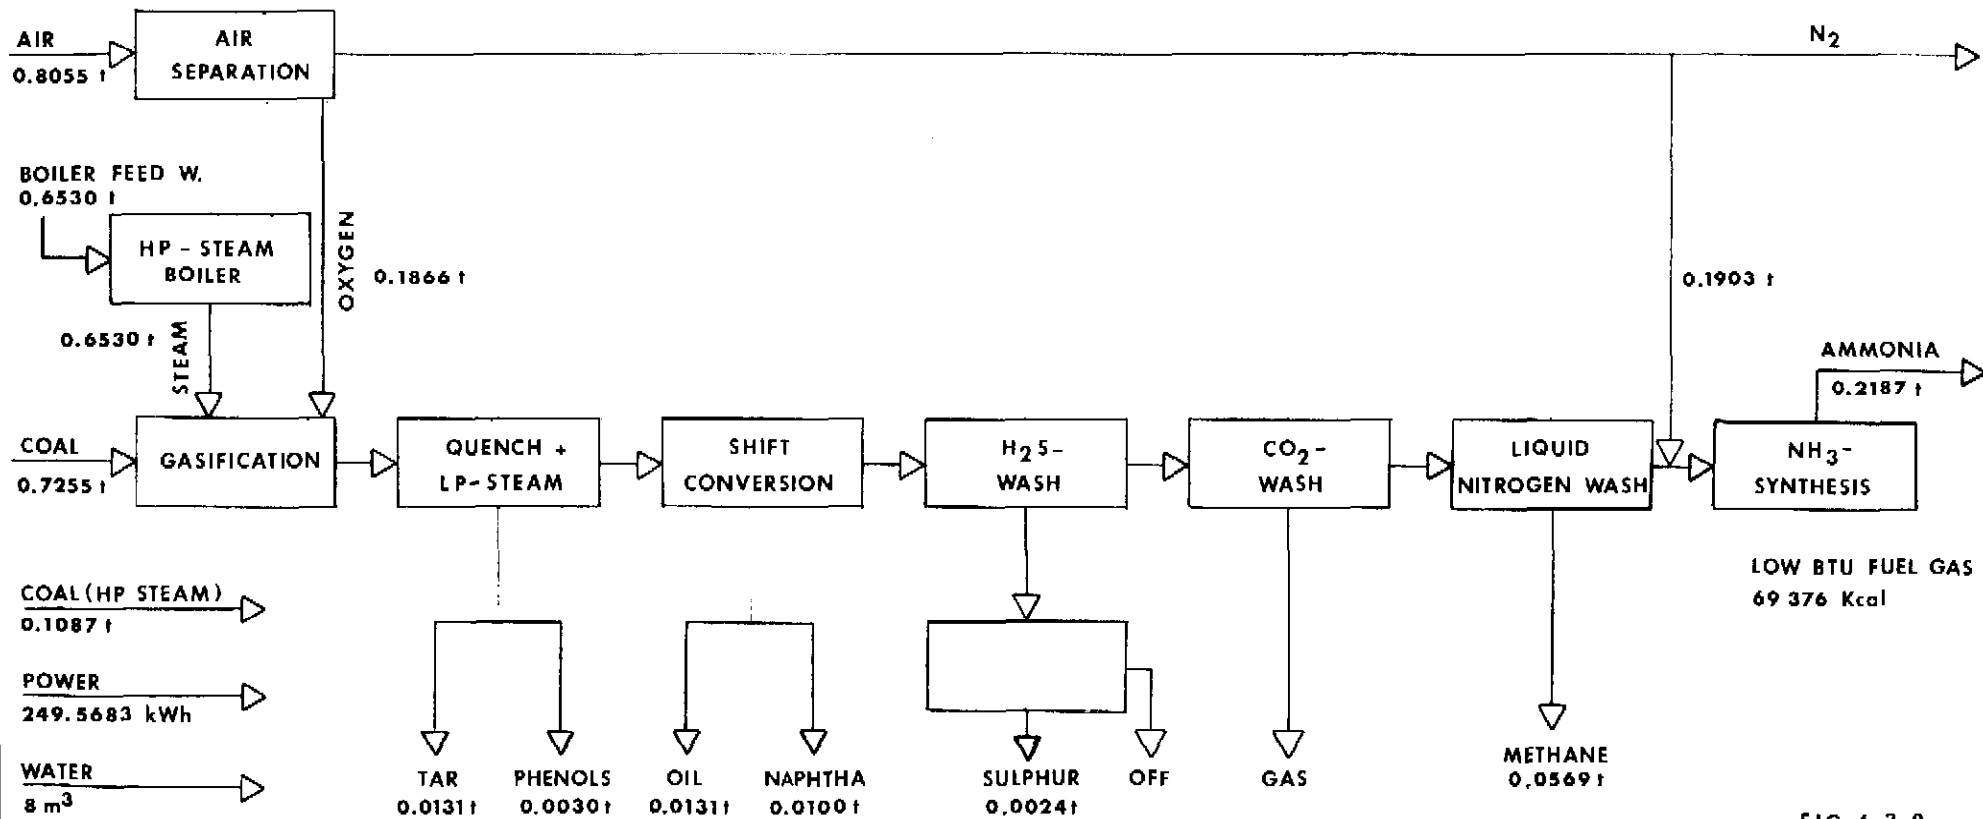 AIR
0.8055 t
AIR
SEPARATION
N2
BOILER FEED W.
0,6530 t
HP - STEAM
BOILER
OXYGEN
0.1866 t
0.1903 t
0.6530 t
STEAM
AMMONIA
0.2187 t
COAL
0.7255 t
GASIFICATION
QUENCH +
LP-STEAM
SHIFT
CONVERSION
H2S-
WASH
CO2-
WASH
LIQUID
NITROGEN WASH
NH3-
SYNTHESIS
LOW BTU FUEL GAS
69 376 Kcal
COAL (HP STEAM)
0.1087 t
POWER
249.5683 kWh
WATER
8 m3
TAR
0.0131 t
PHENOLS
0.0030 t
OIL
0.0131 t
NAPHTHA
0.0100 t
SULPHUR
0,0024 t
OFF
GAS
METHANE
0,0569 t